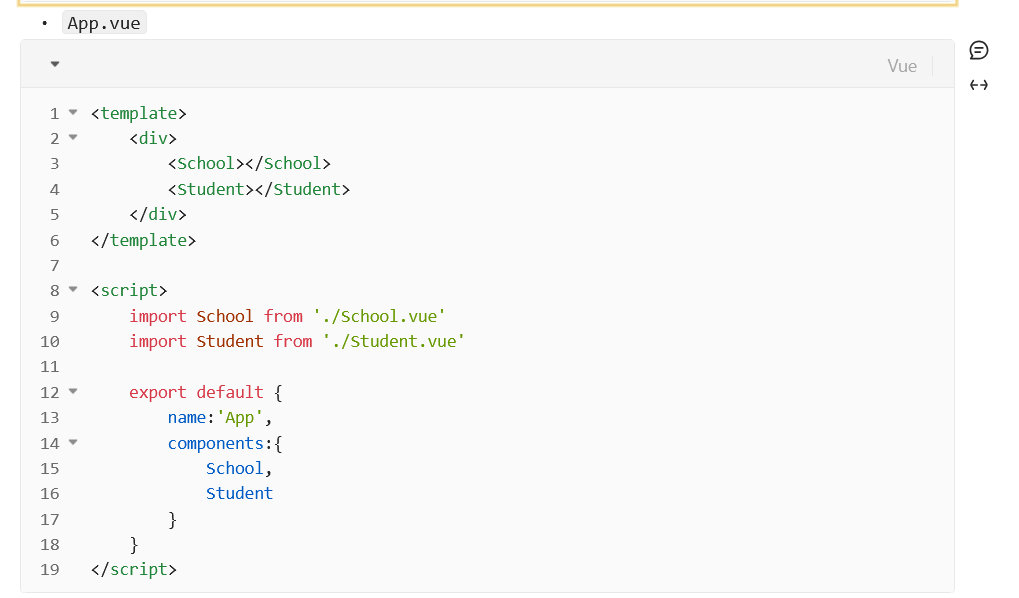 • App.vue
Vue
1 <template>
2     <div>
3         <School></School>
4         <Student></Student>
5     </div>
6 </template>
7
8 <script>
9     import School from './School.vue'
10     import Student from './Student.vue'
11
12     export default {
13         name:'App',
14         components:{
15             School,
16             Student
17         }
18     }
19 </script>